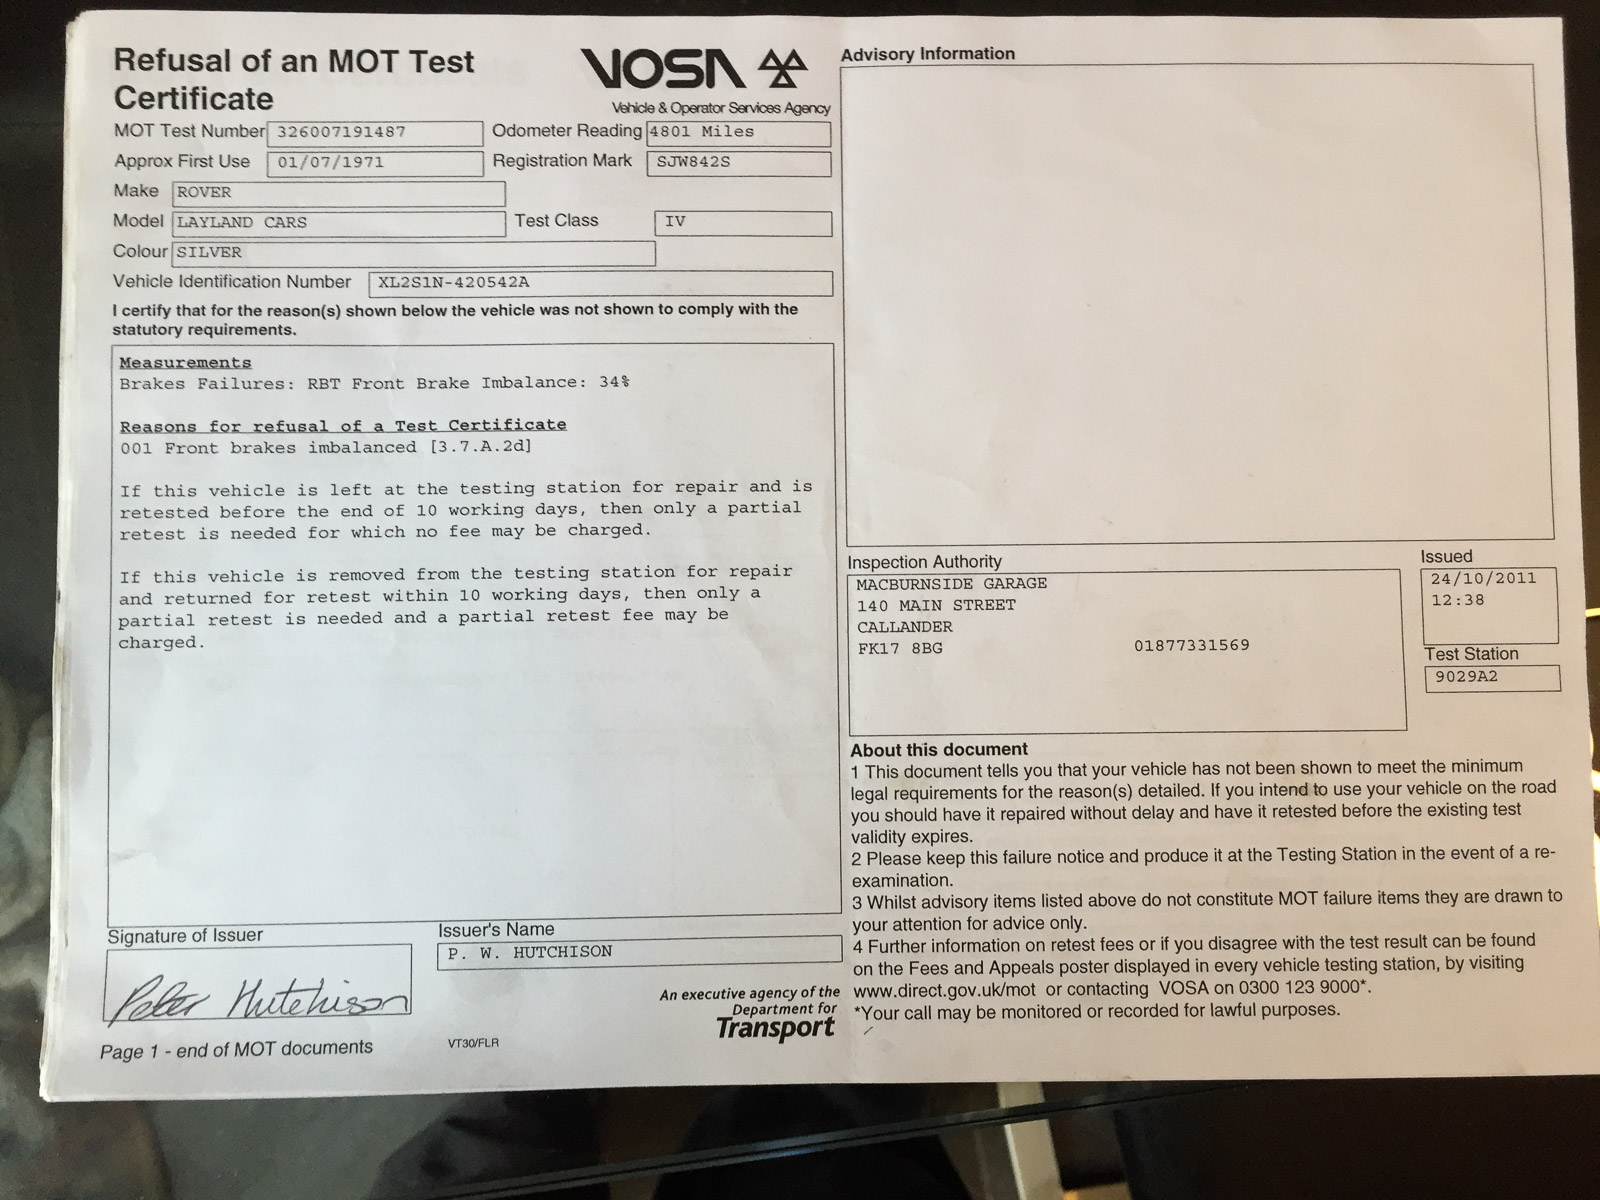 Refusal of an MOT Test
Certificate
VOSA
Vehicle & Operator Services Agency
MOT Test Number 326007191487 Odometer Reading 4801 Miles
Approx First Use 01/07/1971 Registration Mark SJW842S
Make ROVER
Model LAYLAND CARS Test Class IV
Colour SILVER
Vehicle Identification Number XL2S1N-420542A
I certify that for the reason(s) shown below the vehicle was not shown to comply with the
statutory requirements.
Measurements
Brakes Failures: RBT Front Brake Imbalance: 34%
Reasons for refusal of a Test Certificate
001 Front brakes imbalanced [3.7.A.2d]
If this vehicle is left at the testing station for repair and is
retested before the end of 10 working days, then only a partial
retest is needed for which no fee may be charged.
If this vehicle is removed from the testing station for repair
and returned for retest within 10 working days, then only a
partial retest is needed and a partial retest fee may be
charged.
Signature of Issuer
Peter Hutchison
Issuer's Name
P. W. HUTCHISON
An executive agency of the
Department for
Transport
Page 1 - end of MOT documents
VT30/FLR
Advisory Information
Inspection Authority
MACBURNSIDE GARAGE
140 MAIN STREET
CALLANDER
FK17 8BG 01877331569
Issued
24/10/2011
12:38
Test Station
9029A2
About this document
1 This document tells you that your vehicle has not been shown to meet the minimum
legal requirements for the reason(s) detailed. If you intend to use your vehicle on the road
you should have it repaired without delay and have it retested before the existing test
validity expires.
2 Please keep this failure notice and produce it at the Testing Station in the event of a re-
examination.
3 Whilst advisory items listed above do not constitute MOT failure items they are drawn to
your attention for advice only.
4 Further information on retest fees or if you disagree with the test result can be found
on the Fees and Appeals poster displayed in every vehicle testing station, by visiting
www.direct.gov.uk/mot or contacting VOSA on 0300 123 9000*.
*Your call may be monitored or recorded for lawful purposes.